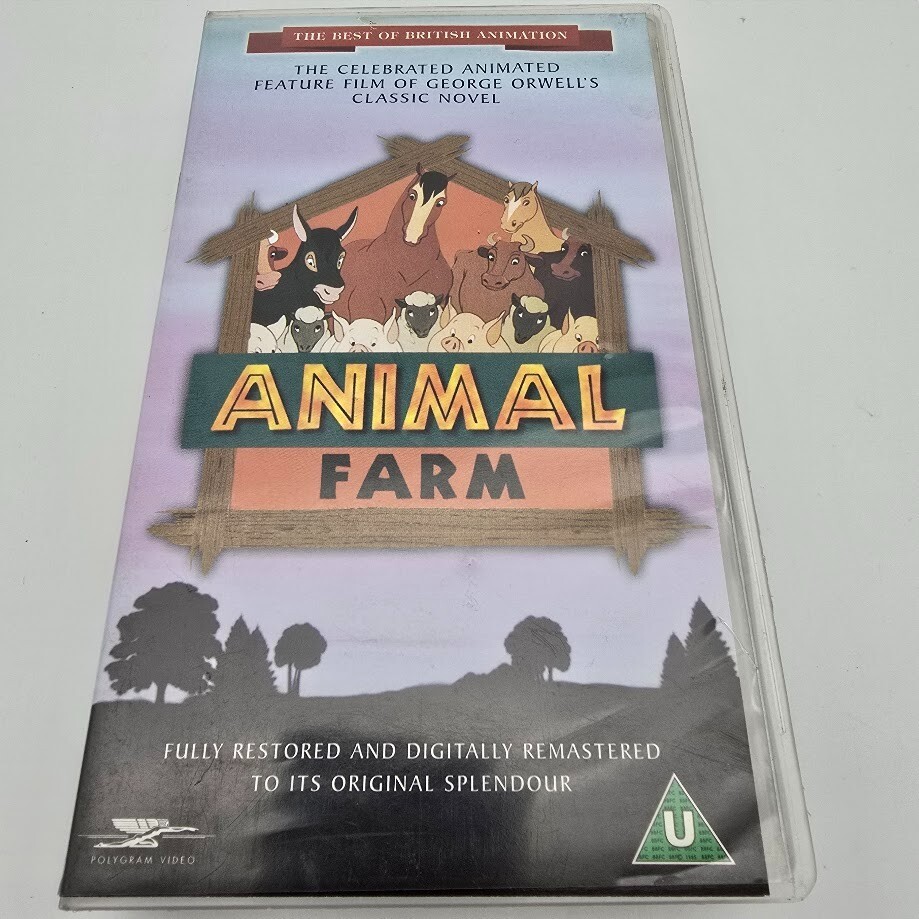 THE BEST OF BRITISH ANIMATION
THE CELEBRATED ANIMATED
FEATURE FILM OF GEORGE ORWELL'S
CLASSIC NOVEL
ANIMAL
FARM
FULLY RESTORED AND DIGITALLY REMASTERED
TO ITS ORIGINAL SPLENDOUR
POLYGRAM VIDEO
U